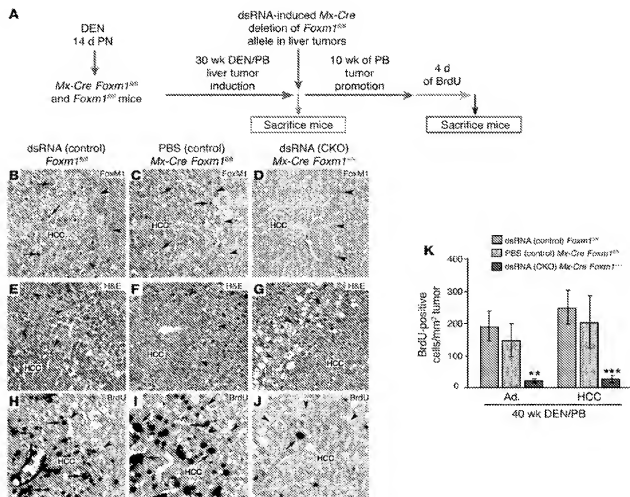 A
DEN
14 d PN
Mx-Cre Foxm1fl/fl
and Foxm1fl/fl mice
30 wk DEN/PB
liver tumor
induction
dsRNA-induced Mx-Cre
deletion of Foxm1fl/fl
allele in liver tumors
10 wk of PB
tumor
promotion
4 d
of BrdU
Sacrifice mice
Sacrifice mice
dsRNA (control)
Foxm1fl/fl
PBS (control)
Mx-Cre Foxm1fl/fl
dsRNA (CKO)
Mx-Cre Foxm1–/–
B
FoxM1
HCC
C
FoxM1
HCC
D
FoxM1
HCC
E
H&E
HCC
F
H&E
HCC
G
H&E
HCC
H
BrdU
HCC
I
BrdU
HCC
J
BrdU
HCC
K
dsRNA (control) Foxm1fl/fl
PBS (control) Mx-Cre Foxm1fl/fl
dsRNA (CKO) Mx-Cre Foxm1–/–
BrdU-positive
cells/mm2 tumor
400
300
200
100
0
**
***
Ad.
HCC
40 wk DEN/PB